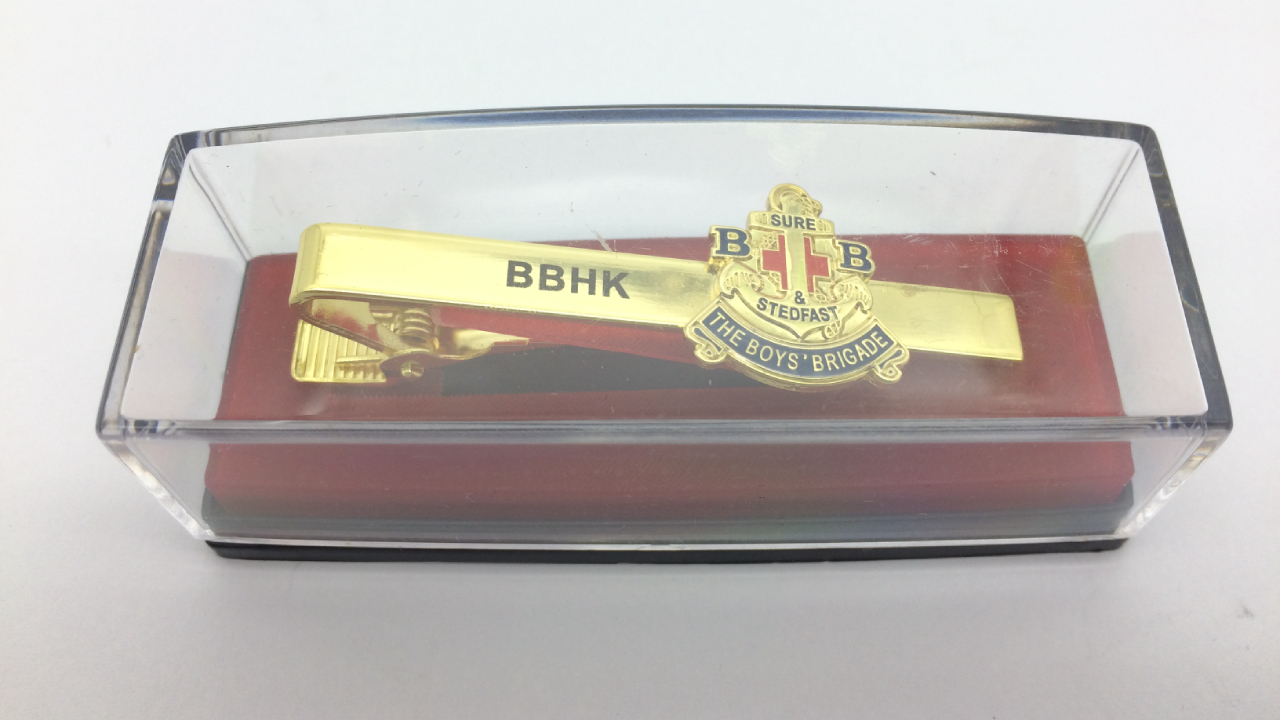 BBHK
SURE
B B
&
STEDFAST
THE BOYS' BRIGADE